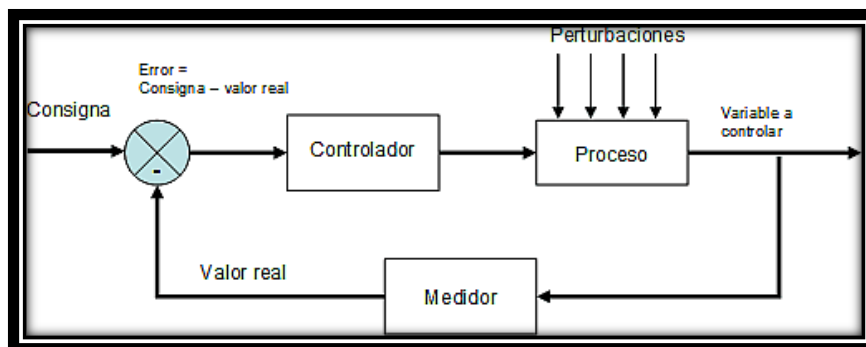 Perturbaciones
Error =
Consigna – valor real
Consigna
Variable a
controlar
Controlador
Proceso
-
Valor real
Medidor